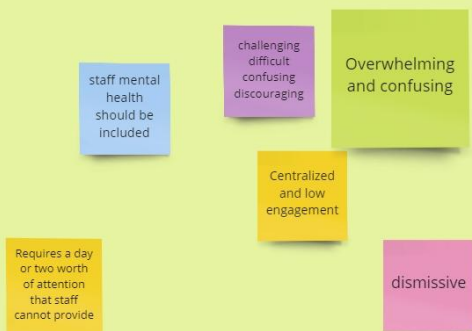 staff mental
health
should be
included
challenging
difficult
confusing
discouraging
Overwhelming
and confusing
Centralized
and low
engagement
Requires a day
or two worth
of attention
that staff
cannot provide
dismissive